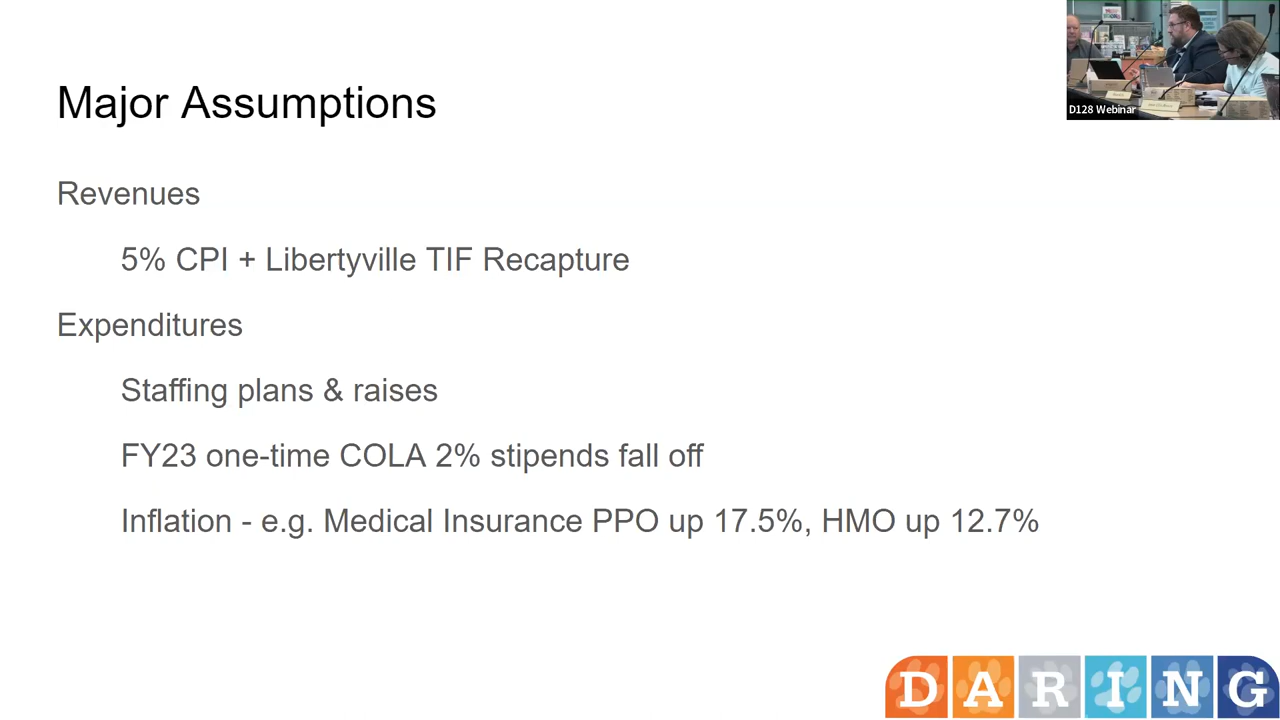 Major Assumptions
D128 Webinar
Revenues
5% CPI + Libertyville TIF Recapture
Expenditures
Staffing plans & raises
FY23 one-time COLA 2% stipends fall off
Inflation - e.g. Medical Insurance PPO up 17.5%, HMO up 12.7%
DARING